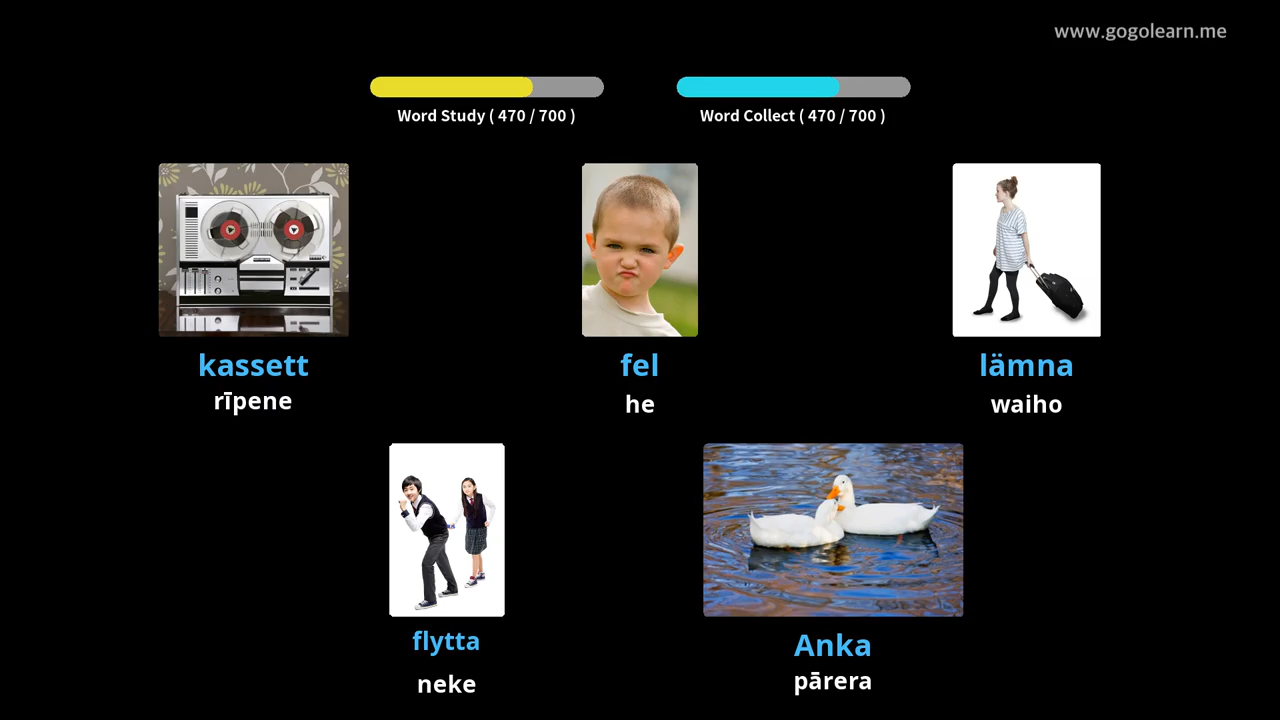 www.gogolearn.me
Word Study ( 470 / 700 )
Word Collect ( 470 / 700 )
kassett
rīpene
fel
he
lämna
waiho
flytta
neke
Anka
pārera